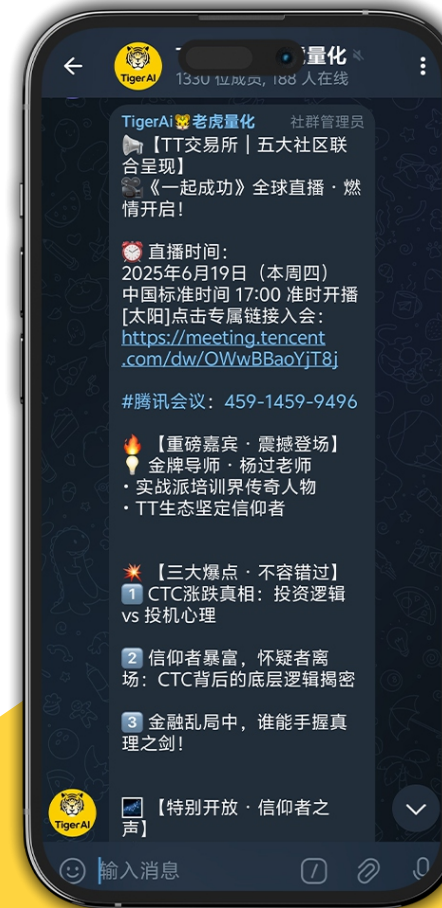 量化
TigerAI
1330 位成员, 188 人在线
TigerAi🐯老虎量化 社群管理员
📢【TT交易所 | 五大社区联
合呈现】
🎥《一起成功》全球直播 · 燃
情开启!
⏰ 直播时间:
2025年6月19日（本周四）
中国标准时间 17:00 准时开播
[太阳]点击专属链接入会:
https://meeting.tencent
.com/dw/OWwBBaoYjT8j
#腾讯会议: 459-1459-9496
🔥 【重磅嘉宾 · 震撼登场】
金牌导师 · 杨过老师
· 实战派培训界传奇人物
· TT生态坚定信仰者
💥 【三大爆点 · 不容错过】
1️⃣ CTC涨跌真相: 投资逻辑
vs 投机心理
2️⃣ 信仰者暴富，怀疑者离
场: CTC背后的底层逻辑揭密
3️⃣ 金融乱局中，谁能手握真
理之剑!
🌌 【特别开放 · 信仰者之
声】
TigerAI
输入消息